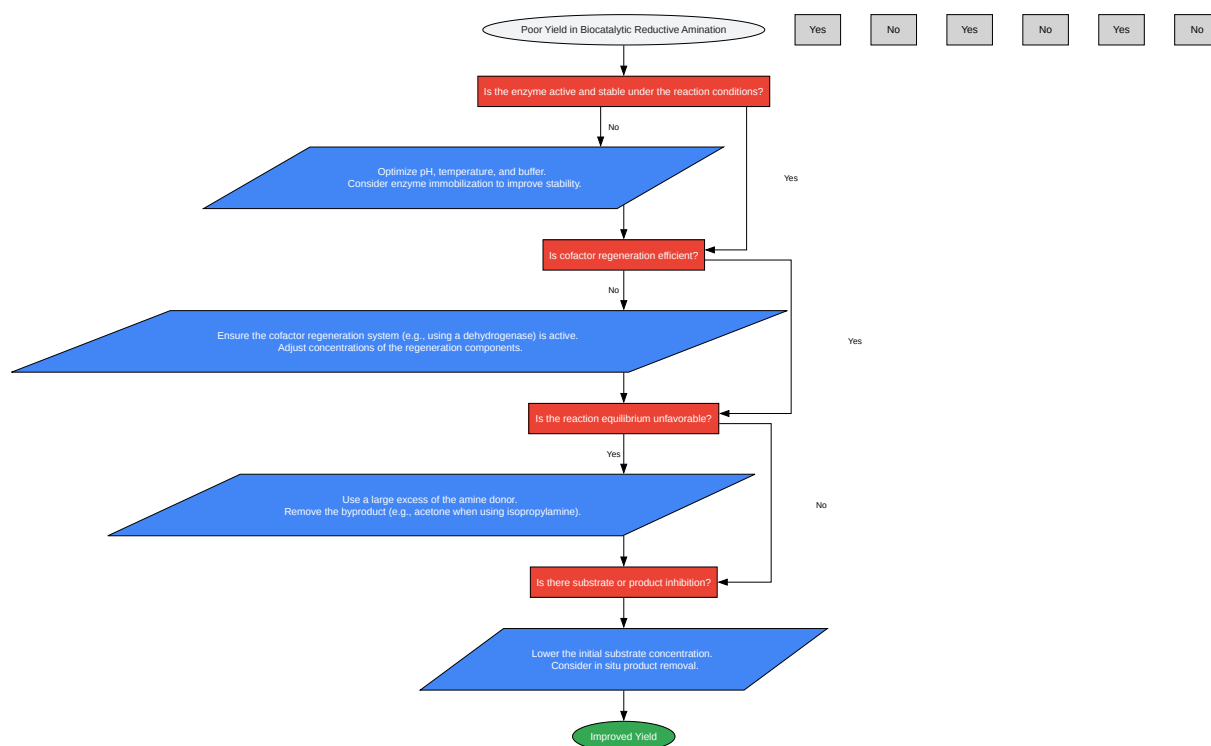 Poor Yield in Biocatalytic Reductive Amination
Yes
No
Yes
No
Yes
No
Is the enzyme active and stable under the reaction conditions?
No
Optimize pH, temperature, and buffer.
Consider enzyme immobilization to improve stability.
Yes
Is cofactor regeneration efficient?
No
Ensure the cofactor regeneration system (e.g., using a dehydrogenase) is active.
Adjust concentrations of the regeneration components.
Yes
Is the reaction equilibrium unfavorable?
Yes
Use a large excess of the amine donor.
Remove the byproduct (e.g., acetone when using isopropylamine).
No
Is there substrate or product inhibition?
Lower the initial substrate concentration.
Consider in situ product removal.
Improved Yield